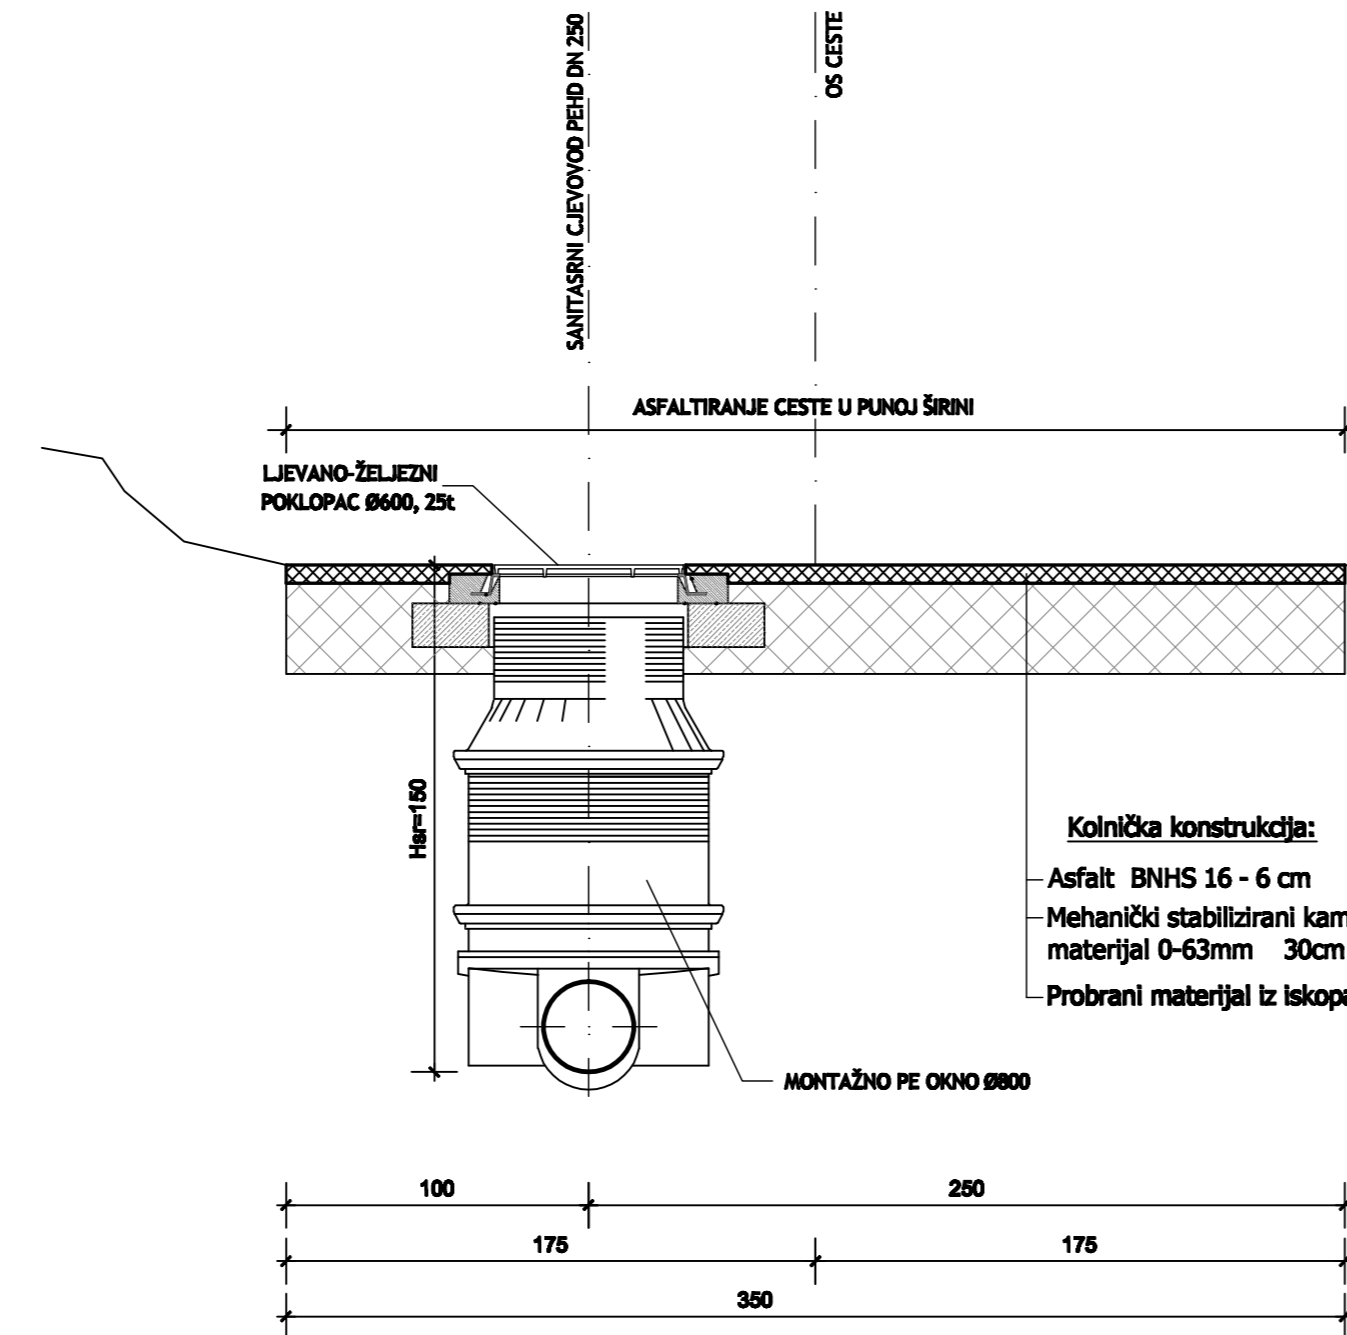 SANITASRNI CJEVOVOD PEHD DN 250
OS CESTE
ASFALTIRANJE CESTE U PUNOJ ŠIRINI
LJEVANO-ŽELJEZNI
POKLOPAC Ø600, 25t
Hsr=150
Kolnička konstrukcija:
Asfalt BNHS 16 - 6 cm
Mehanički stabilizirani kam
materijal 0-63mm 30cm
Probrani materijal iz iskopa
MONTAŽNO PE OKNO Ø800
100
250
175
175
350